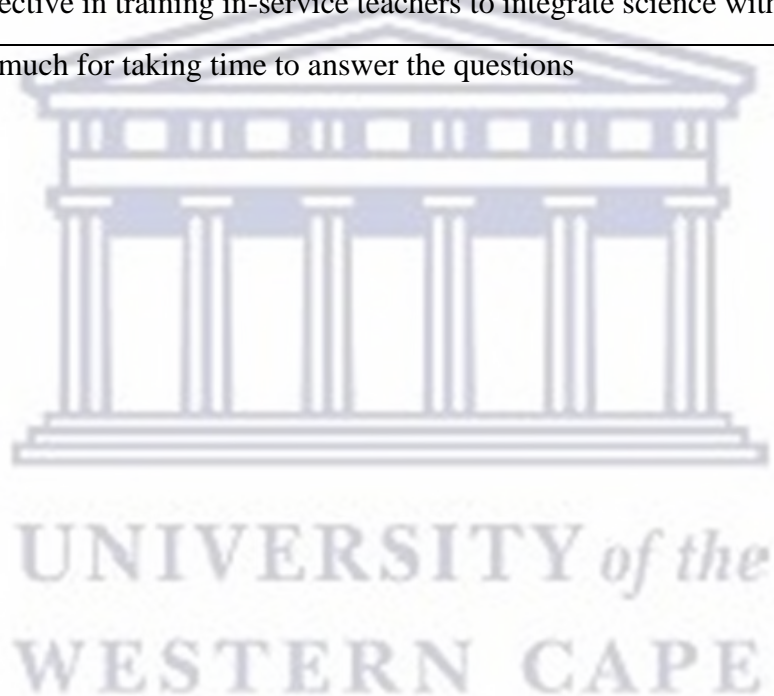 ective in training in-service teachers to integrate science with
much for taking time to answer the questions
UNIVERSITY of the
WESTERN CAPE